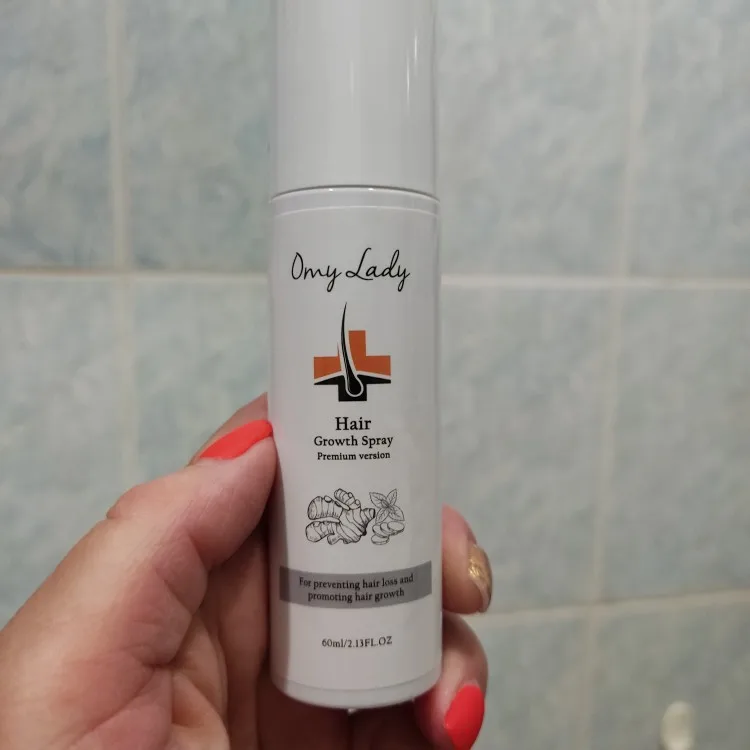 Omy Lady
Hair
Growth Spray
Premium version
For preventing hair loss and
promoting hair growth
60ml/2.13FL.OZ